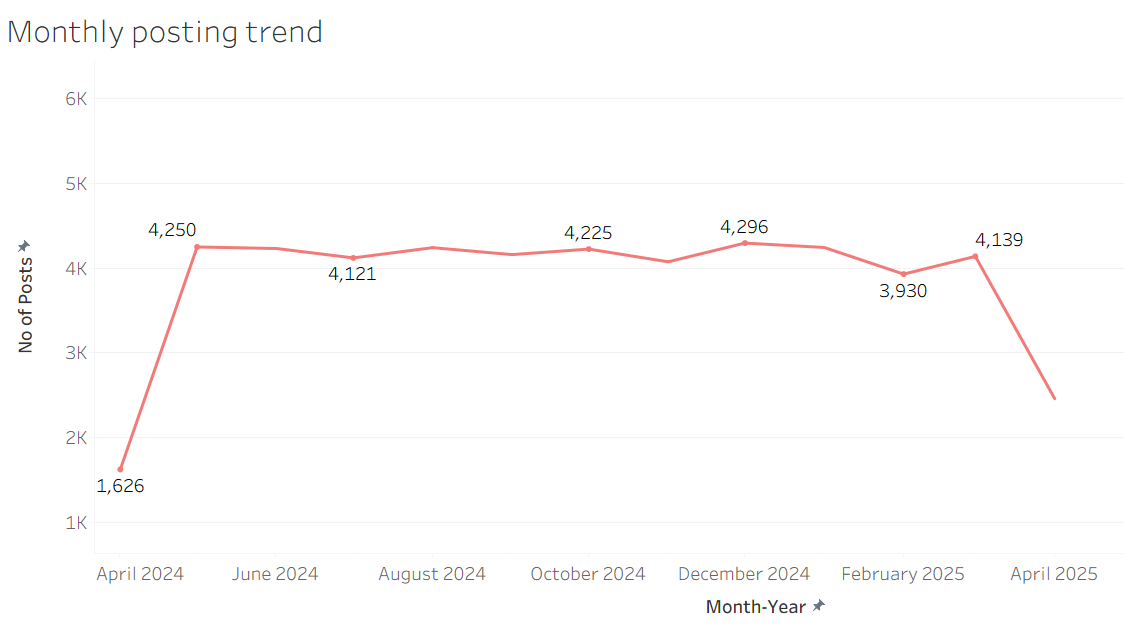 Monthly posting trend
6K
5K
4K
3K
2K
1K
No of Posts
4,250
4,121
4,225
4,296
3,930
4,139
1,626
April 2024
June 2024
August 2024
October 2024
December 2024
February 2025
April 2025
Month-Year